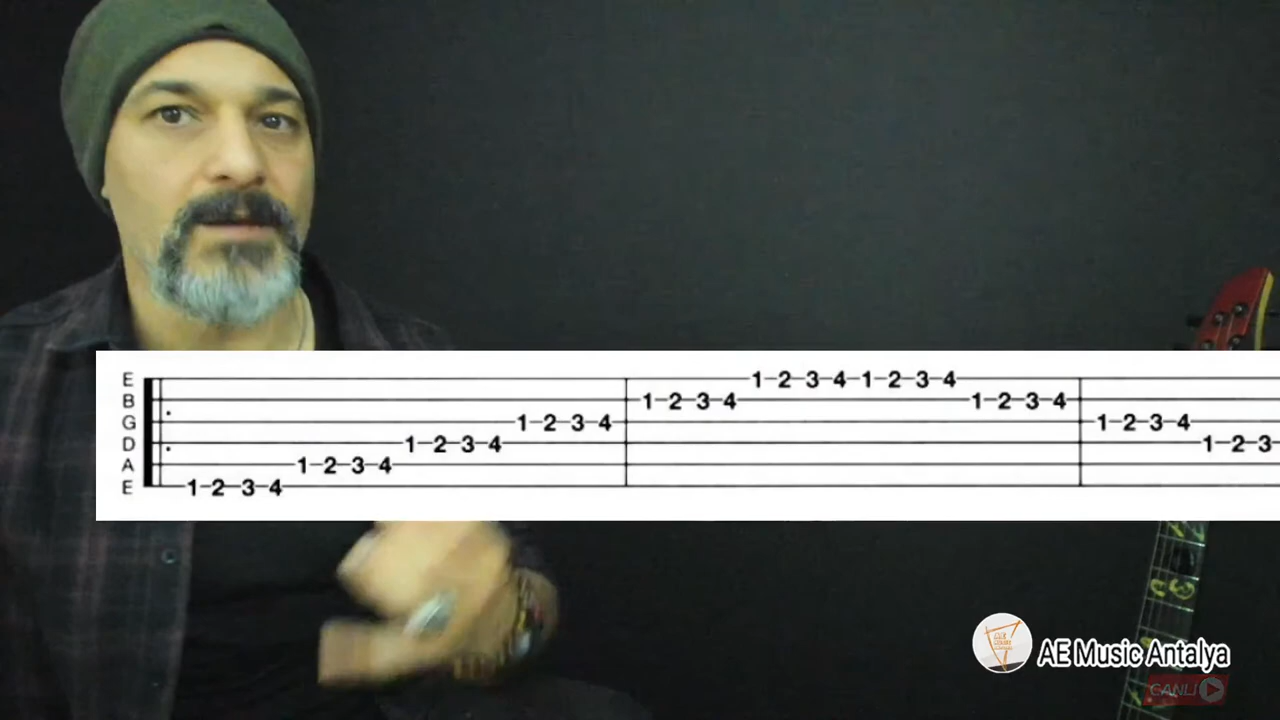 E 1-2-3-4 1-2-3-4
B 1-2-3-4 1-2-3-4
G 1-2-3-4 1-2-3-4
D 1-2-3-4 1-2-3
A 1-2-3-4
E 1-2-3-4
AE Music Antalya
CANLI